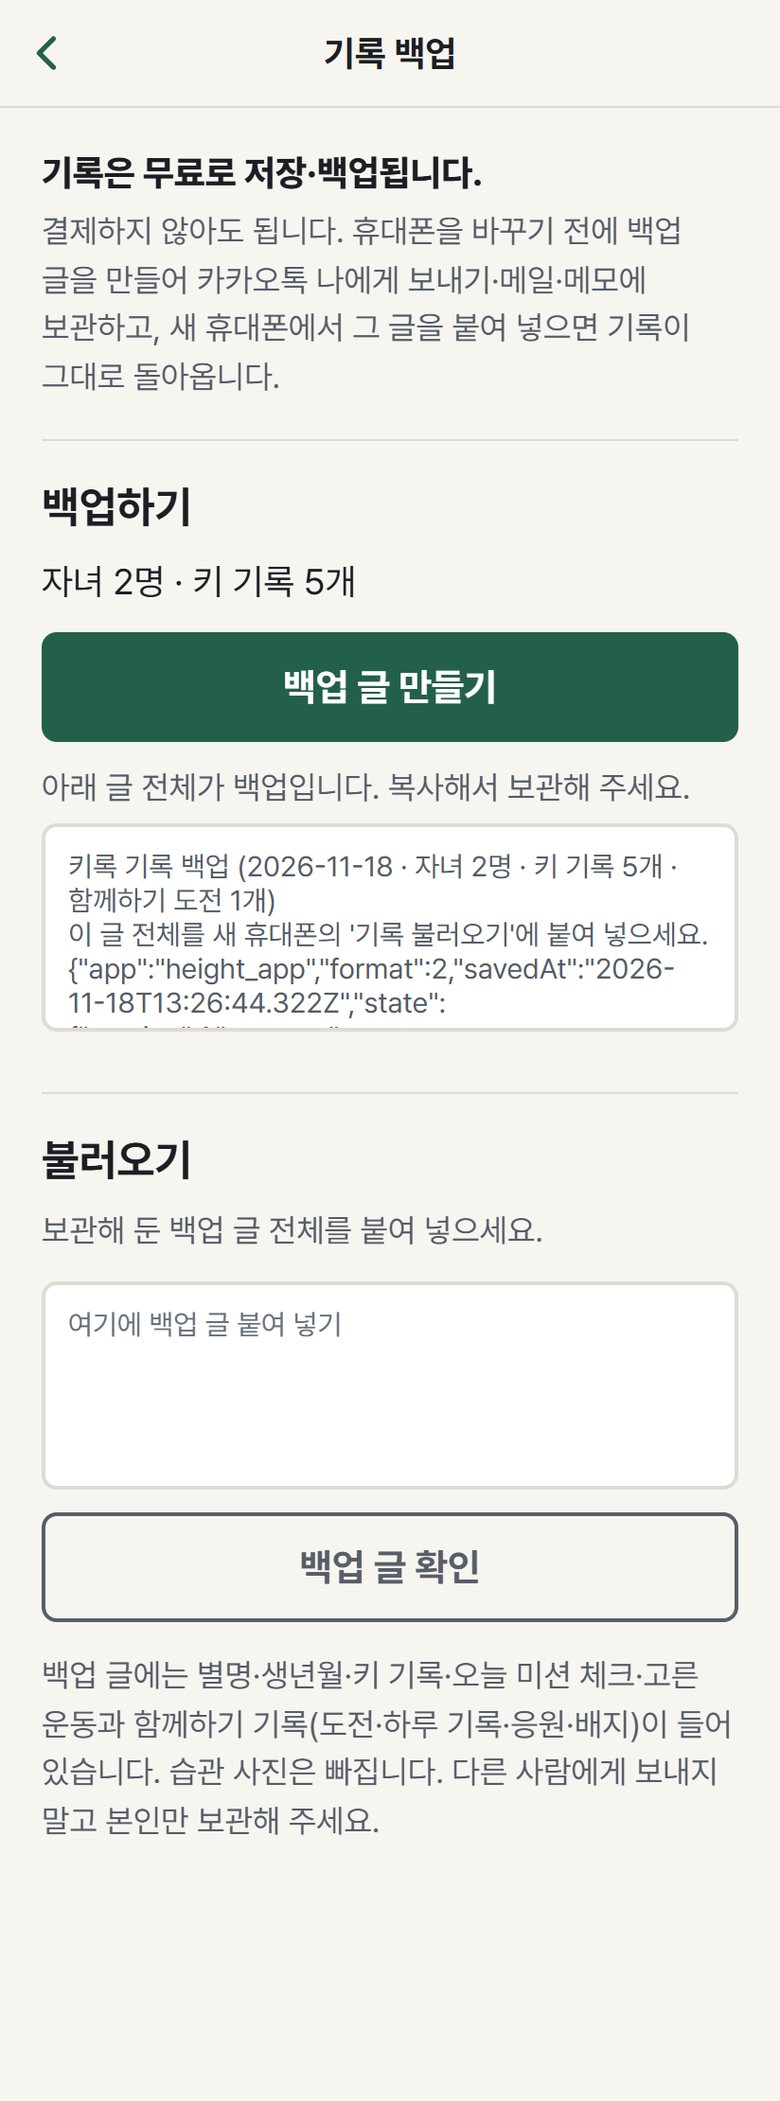 기록 백업
기록은 무료로 저장·백업됩니다.
결제하지 않아도 됩니다. 휴대폰을 바꾸기 전에 백업
글을 만들어 카카오톡 나에게 보내기·메일·메모에
보관하고, 새 휴대폰에서 그 글을 붙여 넣으면 기록이
그대로 돌아옵니다.
백업하기
자녀 2명 · 키 기록 5개
백업 글 만들기
아래 글 전체가 백업입니다. 복사해서 보관해 주세요.
키록 기록 백업 (2026-11-18 · 자녀 2명 · 키 기록 5개 ·
함께하기 도전 1개)
이 글 전체를 새 휴대폰의 '기록 불러오기'에 붙여 넣으세요.
{"app":"height_app","format":2,"savedAt":"2026-
11-18T13:26:44.322Z","state":
불러오기
보관해 둔 백업 글 전체를 붙여 넣으세요.
여기에 백업 글 붙여 넣기
백업 글 확인
백업 글에는 별명·생년월·키 기록·오늘 미션 체크·고른
운동과 함께하기 기록(도전·하루 기록·응원·배지)이 들어
있습니다. 습관 사진은 빠집니다. 다른 사람에게 보내지
말고 본인만 보관해 주세요.